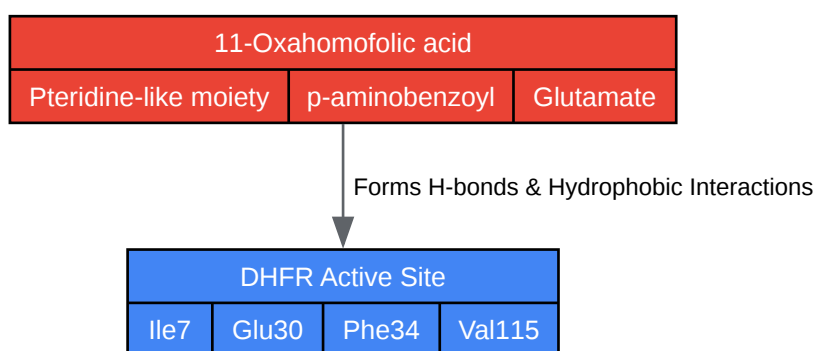 11-Oxahomofolic acid
Pteridine-like moiety p-aminobenzoyl Glutamate
Forms H-bonds & Hydrophobic Interactions
DHFR Active Site
Ile7 Glu30 Phe34 Val115